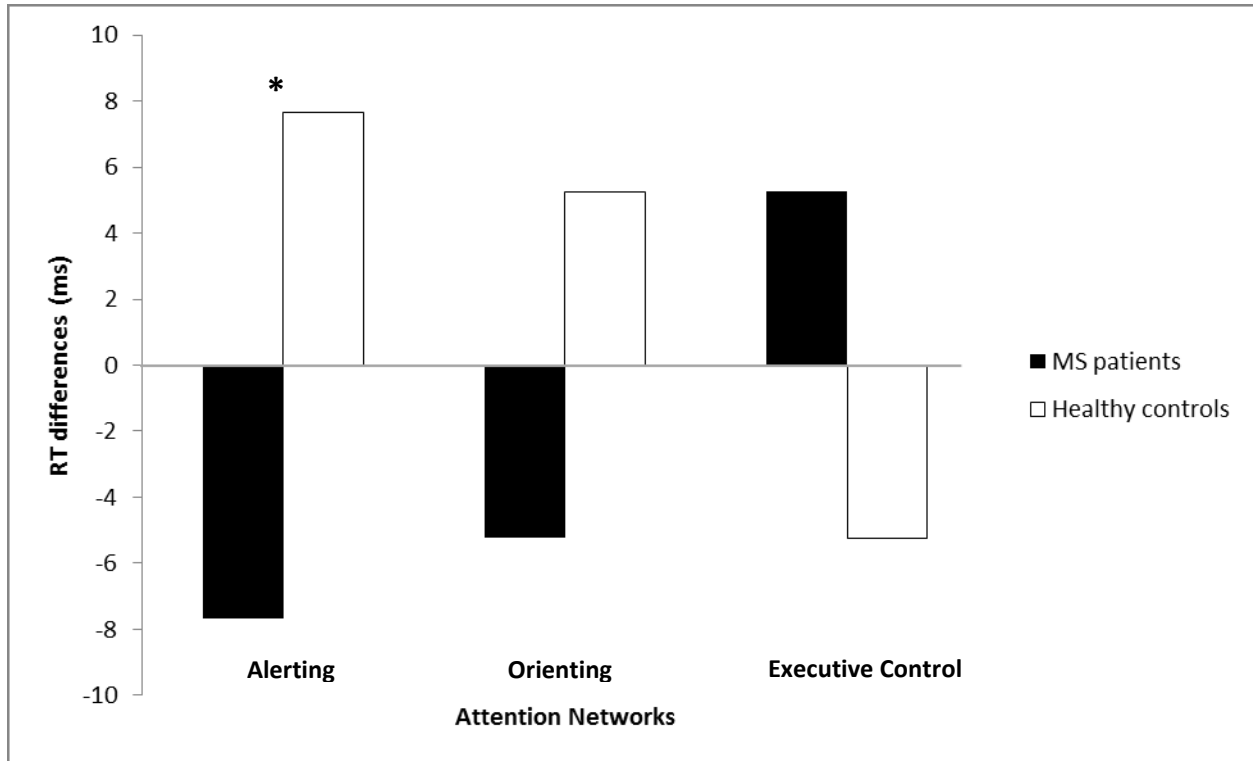 10
*
8
6
4
2
0
-2
-4
-6
-8
-10
RT differences (ms)
Alerting
Orienting
Executive Control
Attention Networks
MS patients
Healthy controls